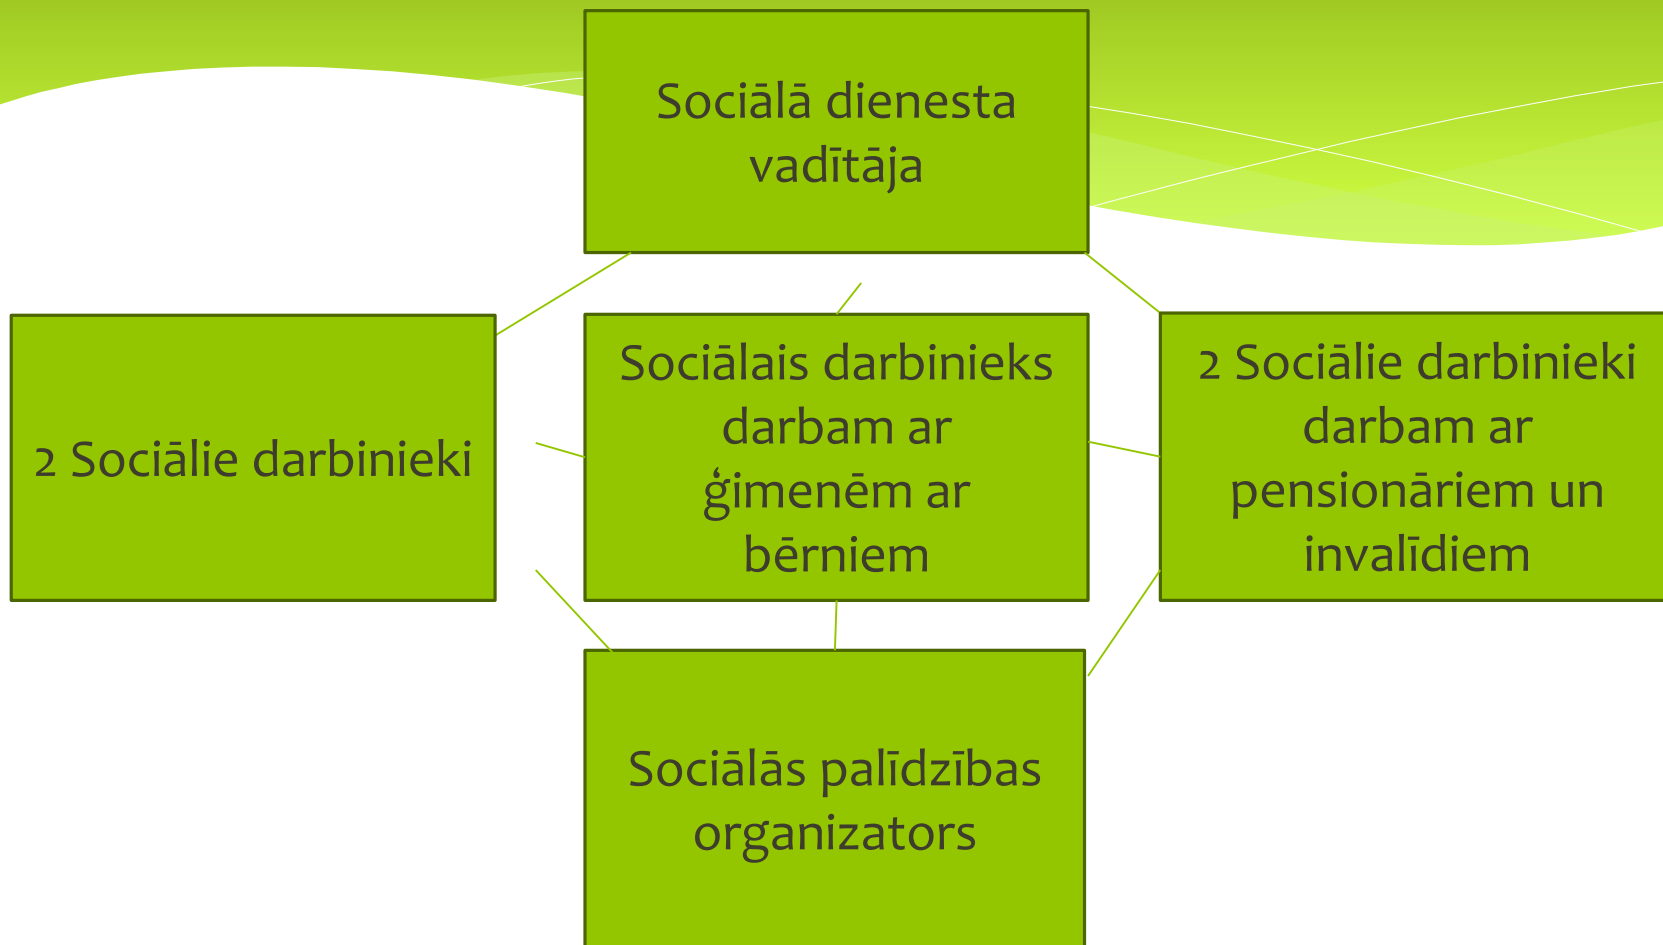 Sociālā dienesta
vadītāja
2 Sociālie darbinieki
Sociālais darbinieks
darbam ar
ģimenēm ar
bērniem
2 Sociālie darbinieki
darbam ar
pensionāriem un
invalīdiem
Sociālās palīdzības
organizators